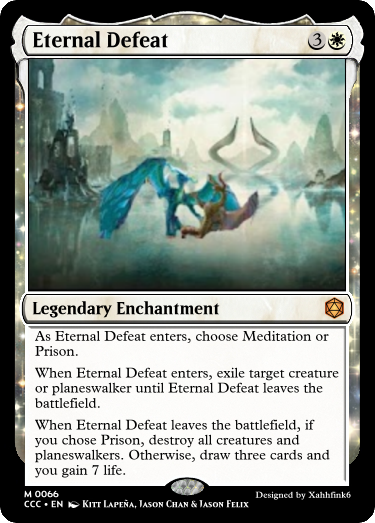 Eternal Defeat 3
Legendary Enchantment
As Eternal Defeat enters, choose Meditation or
Prison.
When Eternal Defeat enters, exile target creature
or planeswalker until Eternal Defeat leaves the
battlefield.
When Eternal Defeat leaves the battlefield, if
you chose Prison, destroy all creatures and
planeswalkers. Otherwise, draw three cards and
you gain 7 life.
M 0066
Designed by Xahhfink6
CCC • EN Kitt Lapeña, Jason Chan & Jason Felix